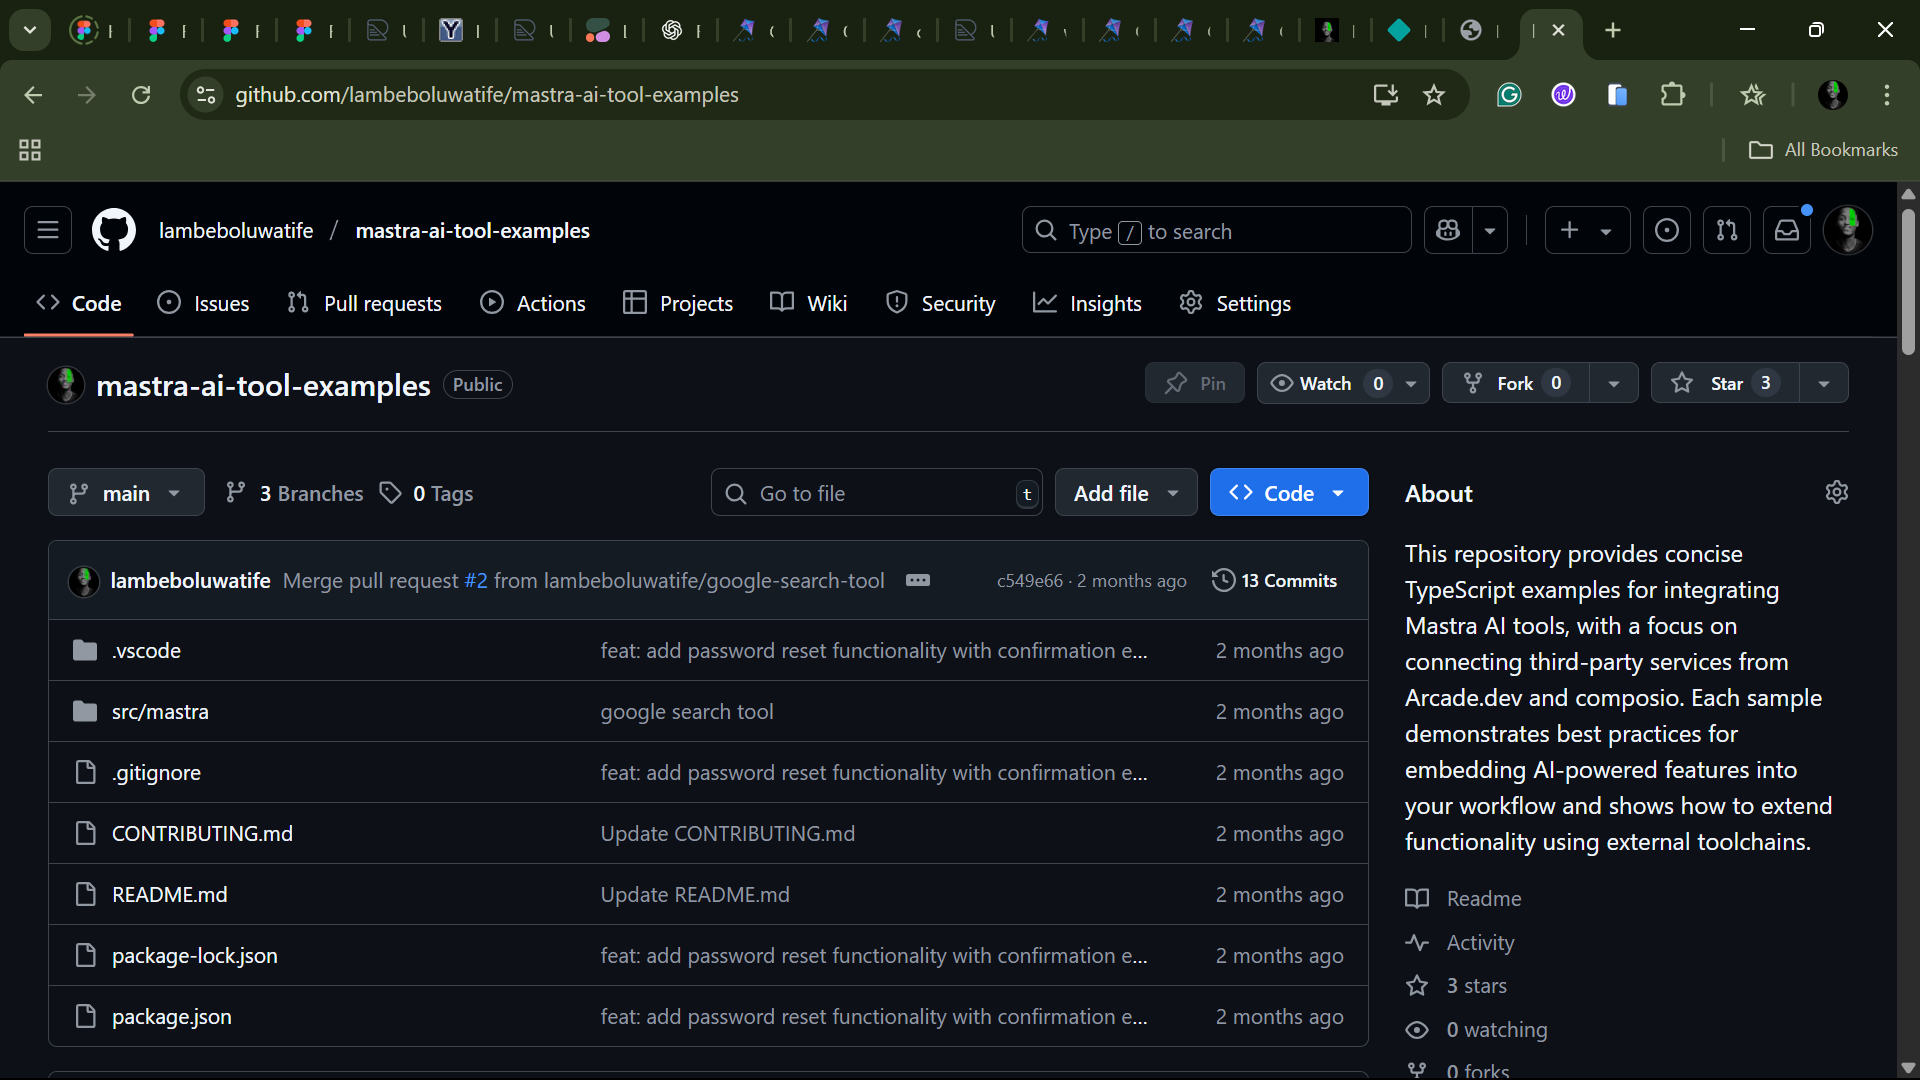 github.com/lambeboluwatife/mastra-ai-tool-examples
All Bookmarks
lambeboluwatife / mastra-ai-tool-examples
Type / to search
Code
Issues
Pull requests
Actions
Projects
Wiki
Security
Insights
Settings
mastra-ai-tool-examples Public
Pin
Watch 0
Fork 0
Star 3
main
3 Branches
0 Tags
Go to file t
Add file
Code
lambeboluwatife Merge pull request #2 from lambeboluwatife/google-search-tool
c549e66 · 2 months ago
13 Commits
.vscode feat: add password reset functionality with confirmation e... 2 months ago
src/mastra google search tool 2 months ago
.gitignore feat: add password reset functionality with confirmation e... 2 months ago
CONTRIBUTING.md Update CONTRIBUTING.md 2 months ago
README.md Update README.md 2 months ago
package-lock.json feat: add password reset functionality with confirmation e... 2 months ago
package.json feat: add password reset functionality with confirmation e... 2 months ago
About
This repository provides concise
TypeScript examples for integrating
Mastra AI tools, with a focus on
connecting third-party services from
Arcade.dev and composio. Each sample
demonstrates best practices for
embedding AI-powered features into
your workflow and shows how to extend
functionality using external toolchains.
Readme
Activity
3 stars
0 watching
0 forks